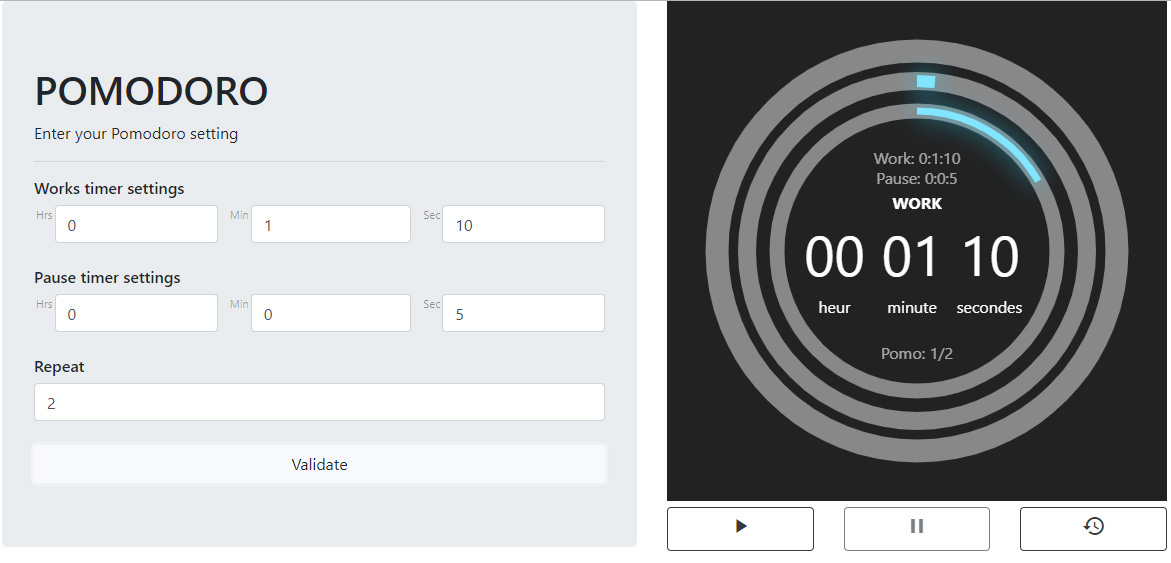 POMODORO
Enter your Pomodoro setting
Works timer settings
Hrs 0 Min 1 Sec 10
Pause timer settings
Hrs 0 Min 0 Sec 5
Repeat
2
Validate
Work: 0:1:10
Pause: 0:0:5
WORK
00 01 10
heur minute secondes
Pomo: 1/2